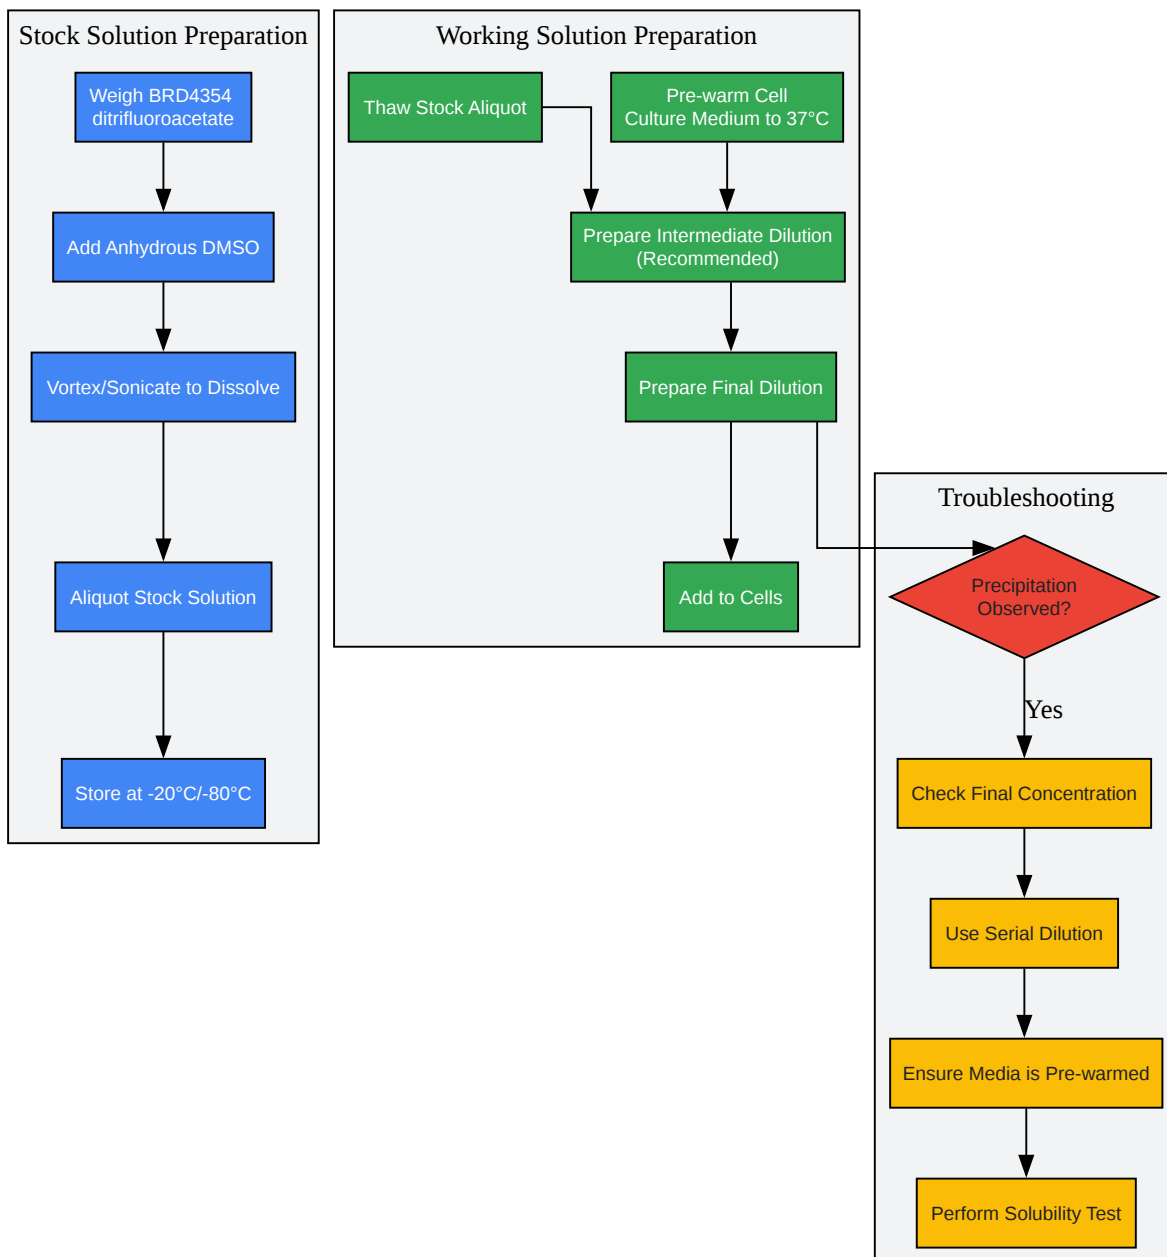 Stock Solution Preparation
Weigh BRD4354
ditrifluoroacetate
Add Anhydrous DMSO
Vortex/Sonicate to Dissolve
Aliquot Stock Solution
Store at -20°C/-80°C
Working Solution Preparation
Thaw Stock Aliquot
Pre-warm Cell
Culture Medium to 37°C
Prepare Intermediate Dilution
(Recommended)
Prepare Final Dilution
Add to Cells
Troubleshooting
Precipitation
Observed?
Yes
Check Final Concentration
Use Serial Dilution
Ensure Media is Pre-warmed
Perform Solubility Test